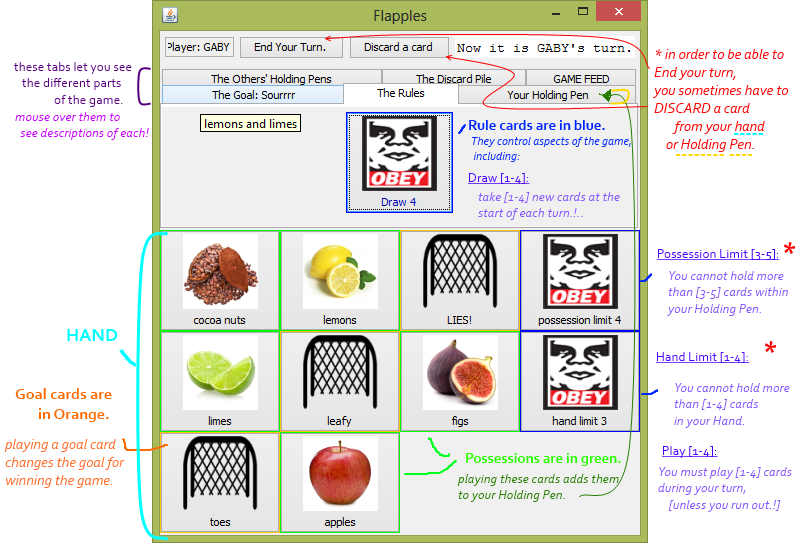 Flapples
Player: GABY
End Your Turn.
Discard a card
Now it is GABY's turn.
The Others' Holding Pens
The Discard Pile
GAME FEED
The Goal: Sourrrr
The Rules
Your Holding Pen
these tabs let you see
the different parts
of the game.
mouse over them to
see descriptions of each!
* in order to be able to
End your turn,
you sometimes have to
DISCARD a card
from your hand
or Holding Pen.
lemons and limes
OBEY
Draw 4
Rule cards are in blue.
They control aspects of the game,
including:
Draw [1-4]:
take [1-4] new cards at the
start of each turn.!..
HAND
cocoa nuts
lemons
LIES!
OBEY
possession limit 4
Possession Limit [3-5]: *
You cannot hold more
than [3-5] cards within
your Holding Pen.
limes
leafy
figs
OBEY
hand limit 3
Hand Limit [1-4]: *
You cannot hold more
than [1-4] cards
in your Hand.
Goal cards are
in Orange.
playing a goal card
changes the goal for
winning the game.
toes
apples
Possessions are in green.
playing these cards adds them
to your Holding Pen.
Play [1-4]:
You must play [1-4] cards
during your turn,
[unless you run out.!]